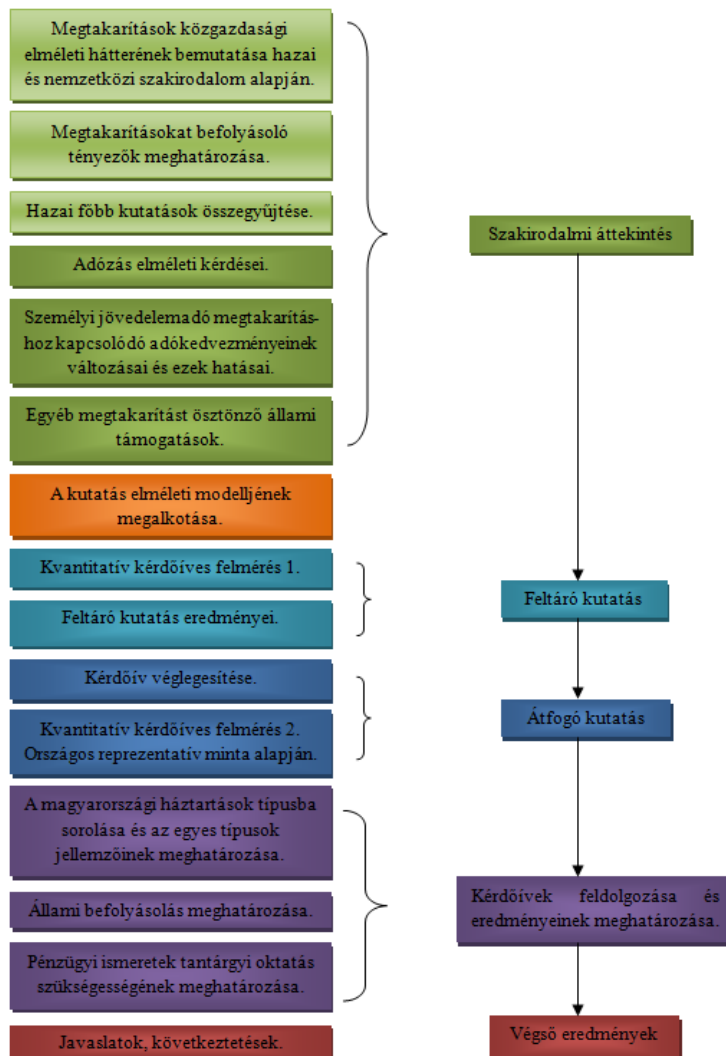 Megtakarítások közgazdasági
elméleti hátterének bemutatása hazai
és nemzetközi szakirodalom alapján.
Megtakarításokat befolyásoló
tényezők meghatározása.
Hazai főbb kutatások összegyűjtése.
Adózás elméleti kérdései.
Személyi jövedelemadó megtakarítás-
hoz kapcsolódó adókedvezményeinek
változásai és ezek hatásai.
Egyéb megtakarítást ösztönző állami
támogatások.
A kutatás elméleti modelljének
megalkotása.
Kvantitatív kérdőíves felmérés 1.
Feltáró kutatás eredményei.
Kérdőív véglegesítése.
Kvantitatív kérdőíves felmérés 2.
Országos reprezentatív minta alapján.
A magyarországi háztartások típusba
sorolása és az egyes típusok
jellemzőinek meghatározása.
Állami befolyásolás meghatározása.
Pénzügyi ismeretek tantárgyi oktatás
szükségességének meghatározása.
Javaslatok, következtetések.
Szakirodalmi áttekintés
Feltáró kutatás
Átfogó kutatás
Kérdőívek feldolgozása és
eredményeinek meghatározása.
Végső eredmények